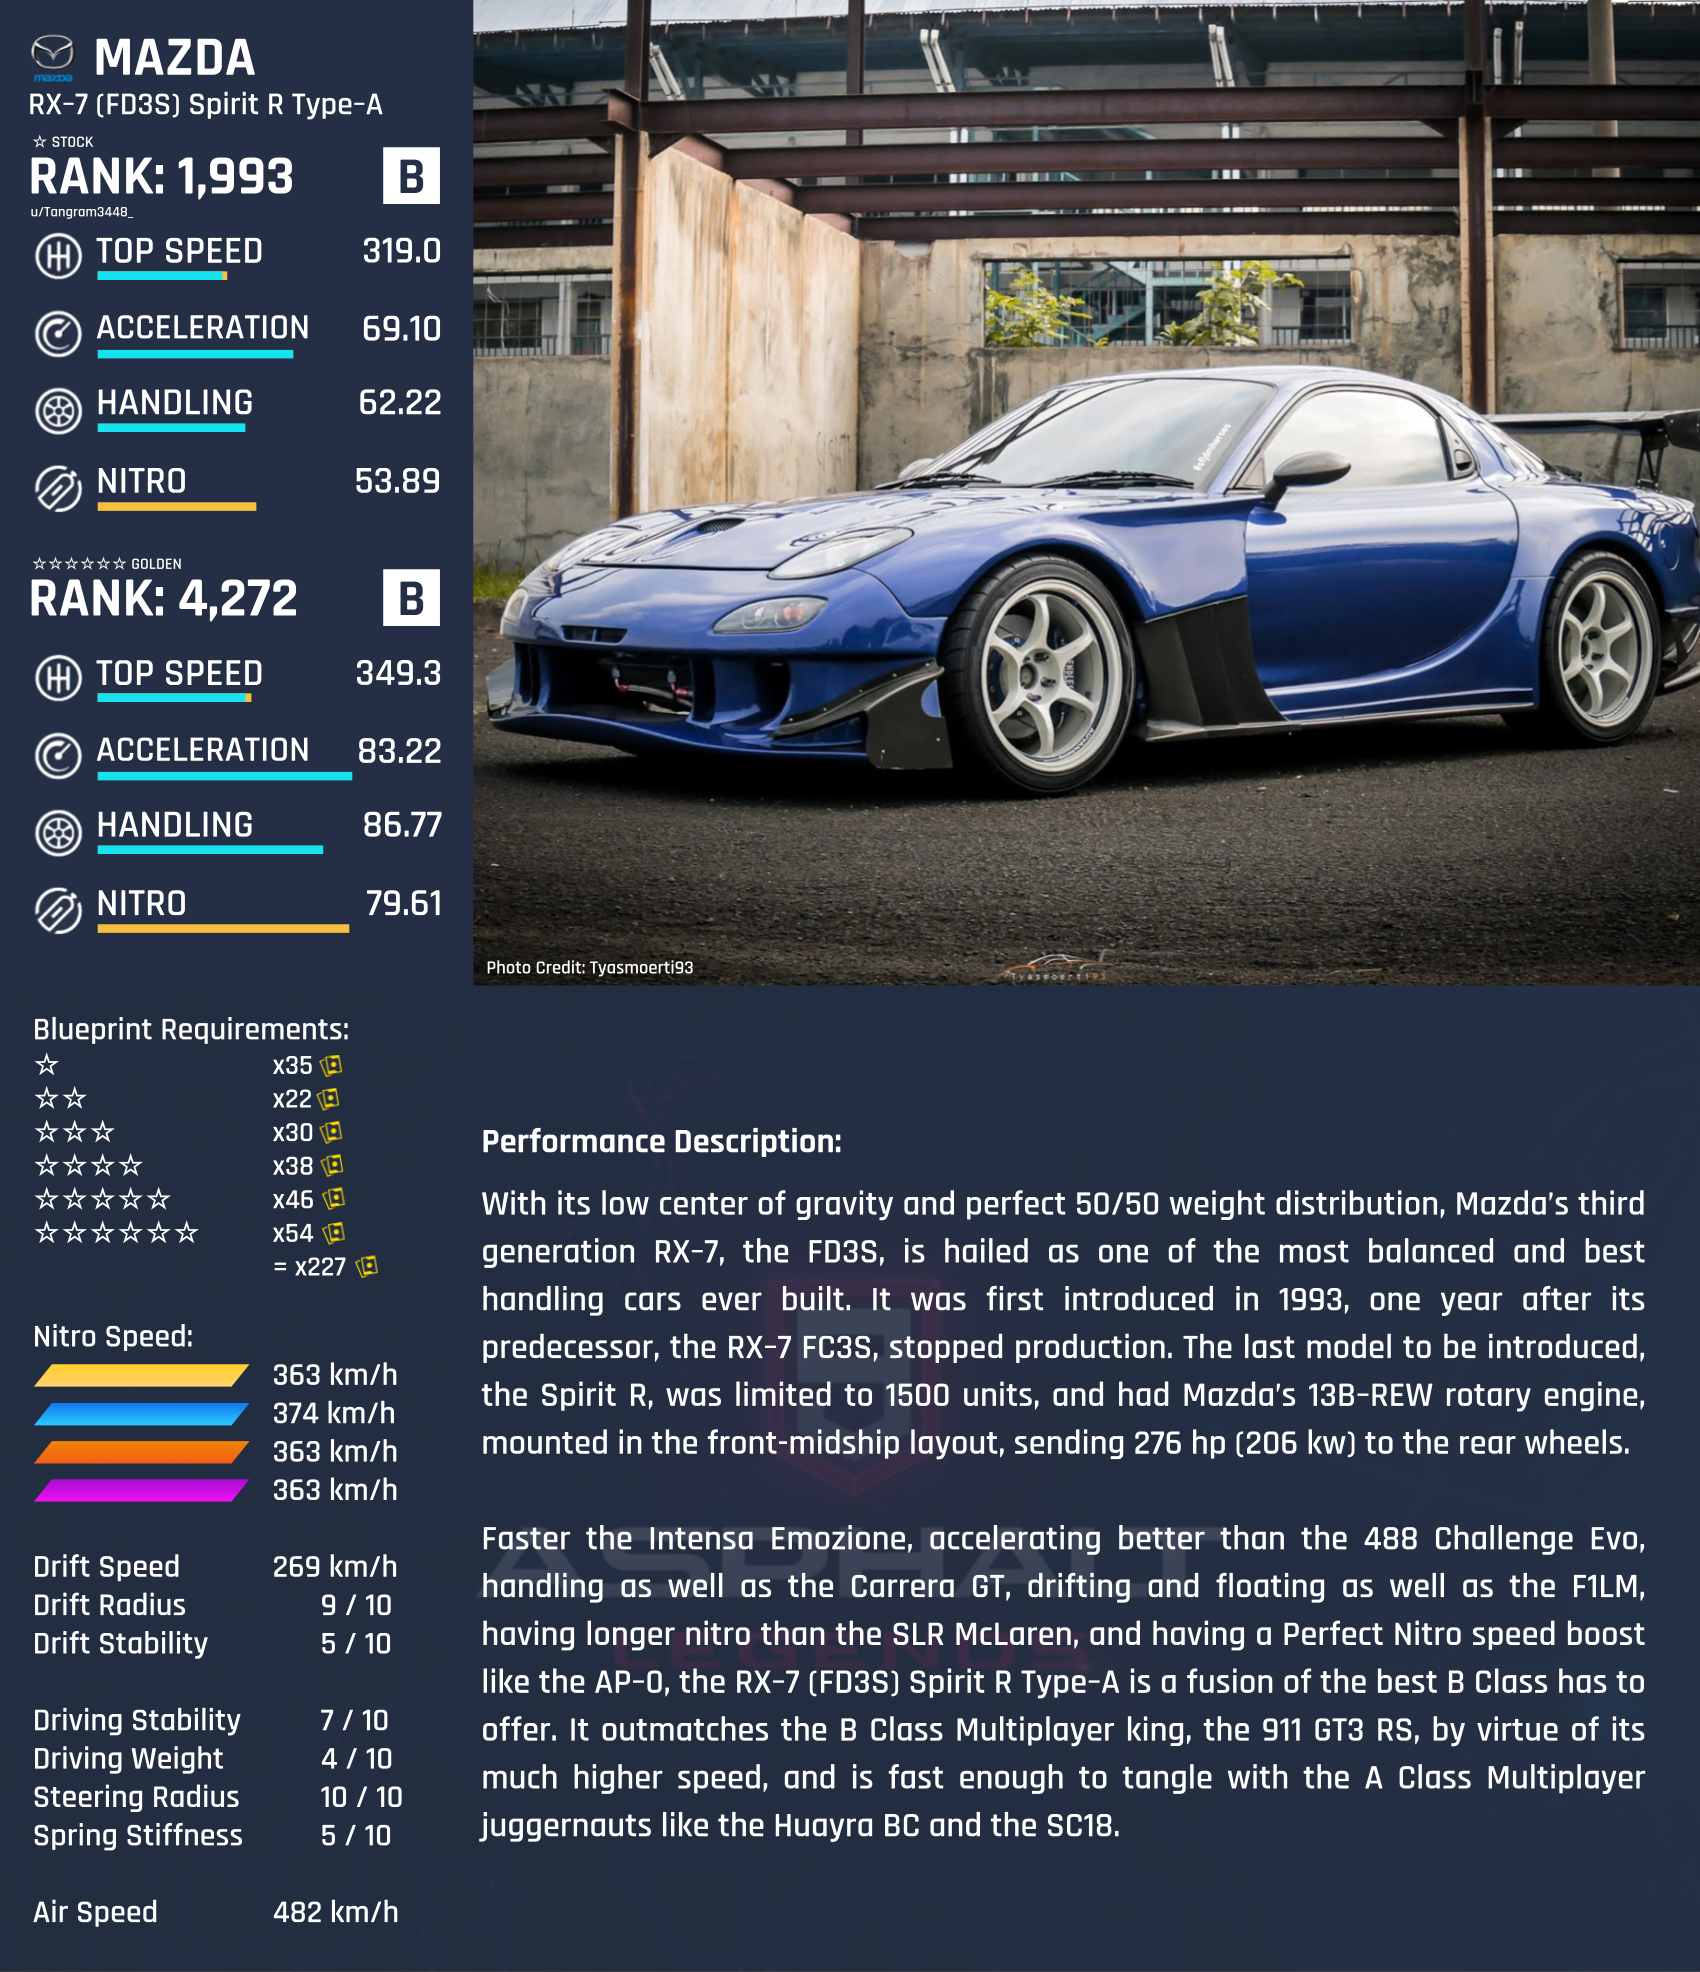 mazda
MAZDA
RX-7 (FD3S) Spirit R Type-A
☆ STOCK
RANK: 1,993 B
u/Tangram3448_
TOP SPEED 319.0
ACCELERATION 69.10
HANDLING 62.22
NITRO 53.89
☆☆☆☆☆☆ GOLDEN
RANK: 4,272 B
TOP SPEED 349.3
ACCELERATION 83.22
HANDLING 86.77
NITRO 79.61
Photo Credit: Tyasmoerti93
Tyasmoerti93
Blueprint Requirements:
☆ x35
☆☆ x22
☆☆☆ x30
☆☆☆☆ x38
☆☆☆☆☆ x46
☆☆☆☆☆☆ x54
= x227
Nitro Speed:
363 km/h
374 km/h
363 km/h
363 km/h
Drift Speed 269 km/h
Drift Radius 9 / 10
Drift Stability 5 / 10
Driving Stability 7 / 10
Driving Weight 4 / 10
Steering Radius 10 / 10
Spring Stiffness 5 / 10
Air Speed 482 km/h
Performance Description:
With its low center of gravity and perfect 50/50 weight distribution, Mazda's third
generation RX-7, the FD3S, is hailed as one of the most balanced and best
handling cars ever built. It was first introduced in 1993, one year after its
predecessor, the RX-7 FC3S, stopped production. The last model to be introduced,
the Spirit R, was limited to 1500 units, and had Mazda's 13B-REW rotary engine,
mounted in the front-midship layout, sending 276 hp (206 kw) to the rear wheels.
Faster the Intensa Emozione, accelerating better than the 488 Challenge Evo,
handling as well as the Carrera GT, drifting and floating as well as the F1LM,
having longer nitro than the SLR McLaren, and having a Perfect Nitro speed boost
like the AP-0, the RX-7 (FD3S) Spirit R Type-A is a fusion of the best B Class has to
offer. It outmatches the B Class Multiplayer king, the 911 GT3 RS, by virtue of its
much higher speed, and is fast enough to tangle with the A Class Multiplayer
juggernauts like the Huayra BC and the SC18.
ASPHALT
LEGENDS